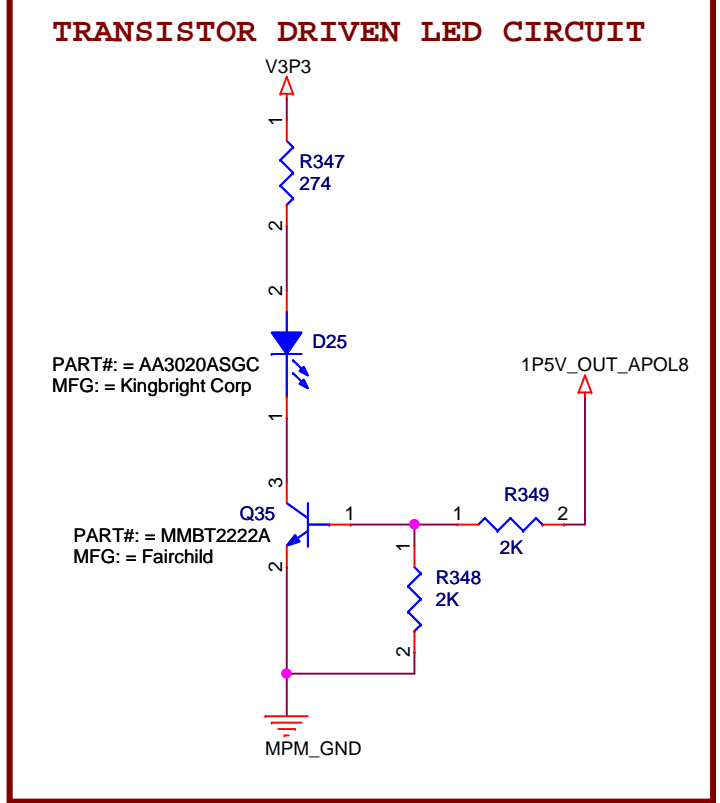 TRANSISTOR DRIVEN LED CIRCUIT
V3P3
1
R347
274
2
2
D25
PART#: = AA3020ASGC
MFG: = Kingbright Corp
1P5V_OUT_APOL8
1
3
R349
Q35
1
1
2
PART#: = MMBT2222A
MFG: = Fairchild
2K
1
2
R348
2K
2
MPM_GND